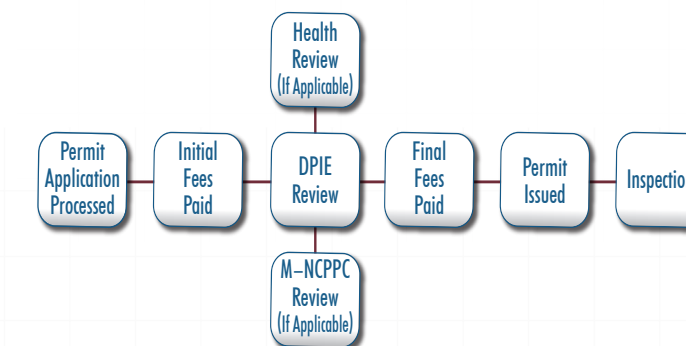 Health
Review
(If Applicable)
Permit
Application
Processed
Initial
Fees
Paid
DPIE
Review
Final
Fees
Paid
Permit
Issued
M–NCPPC
Review
(If Applicable)